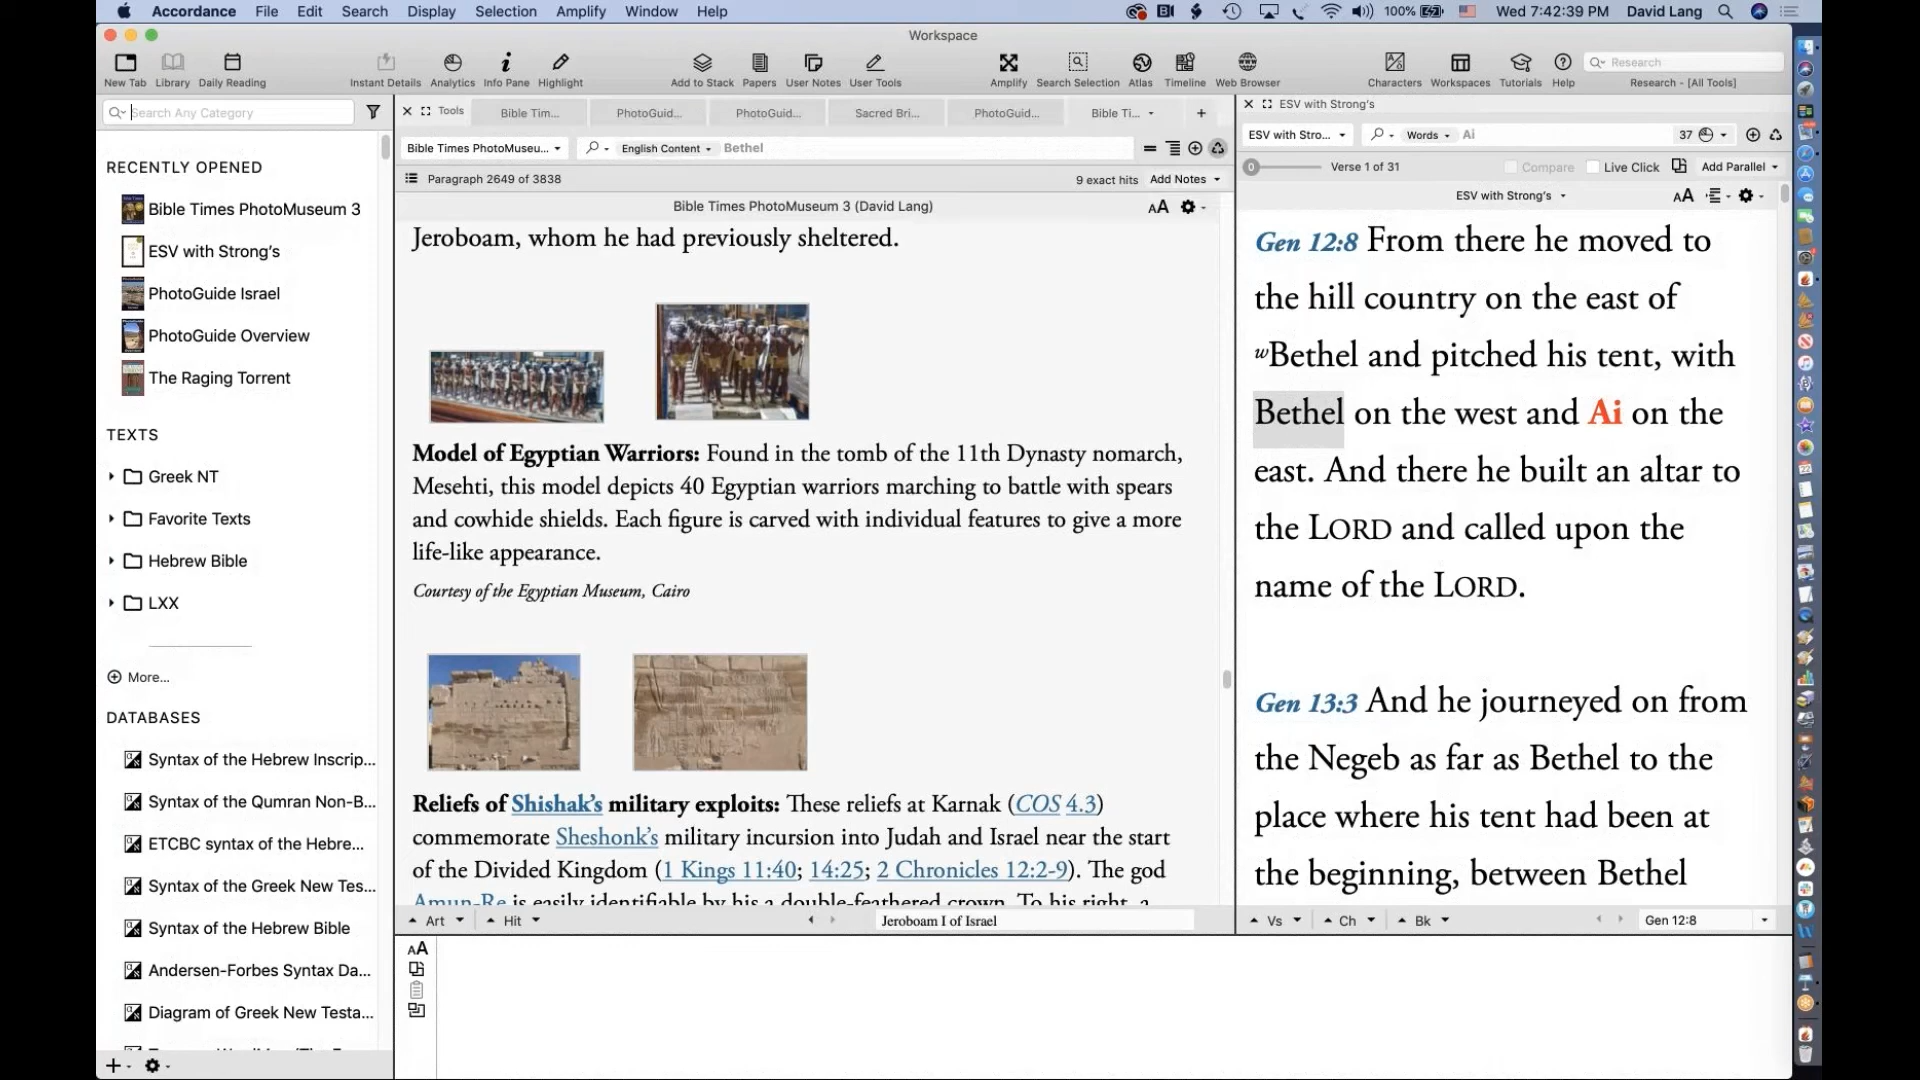 Accordance File Edit Search Display Selection Amplify Window Help
100% Wed 7:42:39 PM David Lang
Workspace
New Tab Library Daily Reading Instant Details Analytics Info Pane Highlight Add to Stack Papers User Notes User Tools Amplify Search Selection Atlas Timeline Web Browser Characters Workspaces Tutorials Help
Research
Research - [All Tools]
Search Any Category
RECENTLY OPENED
Bible Times PhotoMuseum 3
ESV with Strong's
PhotoGuide Israel
PhotoGuide Overview
The Raging Torrent
TEXTS
Greek NT
Favorite Texts
Hebrew Bible
LXX
More...
DATABASES
Syntax of the Hebrew Inscrip...
Syntax of the Qumran Non-B...
ETCBC syntax of the Hebre...
Syntax of the Greek New Tes...
Syntax of the Hebrew Bible
Andersen-Forbes Syntax Da...
Diagram of Greek New Testa...
Tools Bible Tim... PhotoGuid... PhotoGuid... Sacred Bri... PhotoGuid... Bible Ti...
Bible Times PhotoMuseu... English Content Bethel
Paragraph 2649 of 3838 9 exact hits Add Notes
Bible Times PhotoMuseum 3 (David Lang) AA
Jeroboam, whom he had previously sheltered.
Model of Egyptian Warriors: Found in the tomb of the 11th Dynasty nomarch,
Mesehti, this model depicts 40 Egyptian warriors marching to battle with spears
and cowhide shields. Each figure is carved with individual features to give a more
life-like appearance.
Courtesy of the Egyptian Museum, Cairo
Reliefs of Shishak's military exploits: These reliefs at Karnak (COS 4.3)
commemorate Sheshonk's military incursion into Judah and Israel near the start
of the Divided Kingdom (1 Kings 11:40; 14:25; 2 Chronicles 12:2-9). The god
Amun-Re is easily identifiable by his a double-feathered crown. To his right, a
Art Hit Jeroboam I of Israel
AA
ESV with Strong's
ESV with Stro... Words Ai 37
0 Verse 1 of 31 Compare Live Click Add Parallel
ESV with Strong's AA
Gen 12:8 From there he moved to
the hill country on the east of
wBethel and pitched his tent, with
Bethel on the west and Ai on the
east. And there he built an altar to
the LORD and called upon the
name of the LORD.
Gen 13:3 And he journeyed on from
the Negeb as far as Bethel to the
place where his tent had been at
the beginning, between Bethel
Vs Ch Bk Gen 12:8